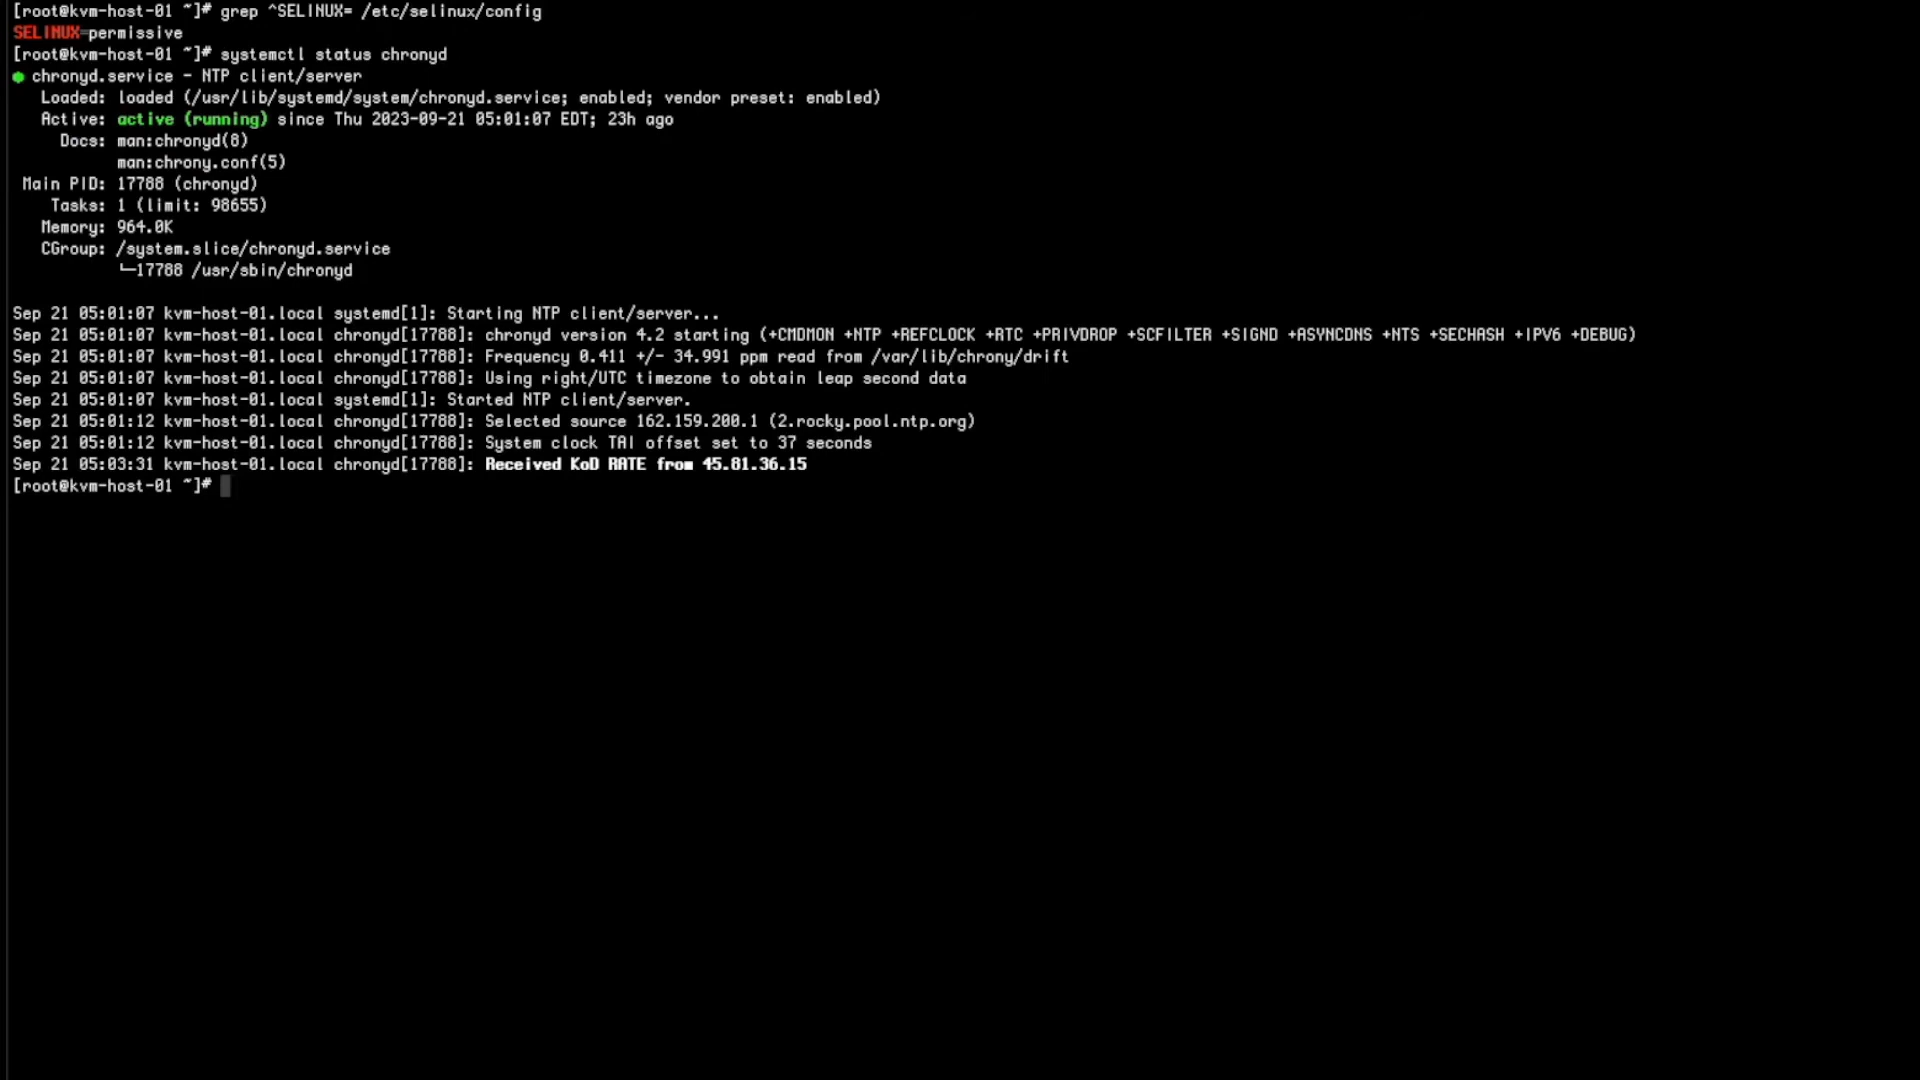 [root@kvm-host-01 ~]# grep ^SELINUX= /etc/selinux/config
SELINUX=permissive
[root@kvm-host-01 ~]# systemctl status chronyd
● chronyd.service - NTP client/server
   Loaded: loaded (/usr/lib/systemd/system/chronyd.service; enabled; vendor preset: enabled)
   Active: active (running) since Thu 2023-09-21 05:01:07 EDT; 23h ago
     Docs: man:chronyd(8)
           man:chrony.conf(5)
 Main PID: 17788 (chronyd)
    Tasks: 1 (limit: 98655)
   Memory: 964.0K
   CGroup: /system.slice/chronyd.service
           └─17788 /usr/sbin/chronyd
Sep 21 05:01:07 kvm-host-01.local systemd[1]: Starting NTP client/server...
Sep 21 05:01:07 kvm-host-01.local chronyd[17788]: chronyd version 4.2 starting (+CMDMON +NTP +REFCLOCK +RTC +PRIVDROP +SCFILTER +SIGND +ASYNCDNS +NTS +SECHASH +IPV6 +DEBUG)
Sep 21 05:01:07 kvm-host-01.local chronyd[17788]: Frequency 0.411 +/- 34.991 ppm read from /var/lib/chrony/drift
Sep 21 05:01:07 kvm-host-01.local chronyd[17788]: Using right/UTC timezone to obtain leap second data
Sep 21 05:01:07 kvm-host-01.local systemd[1]: Started NTP client/server.
Sep 21 05:01:12 kvm-host-01.local chronyd[17788]: Selected source 162.159.200.1 (2.rocky.pool.ntp.org)
Sep 21 05:01:12 kvm-host-01.local chronyd[17788]: System clock TAI offset set to 37 seconds
Sep 21 05:03:31 kvm-host-01.local chronyd[17788]: Received KoD RATE from 45.81.36.15
[root@kvm-host-01 ~]#